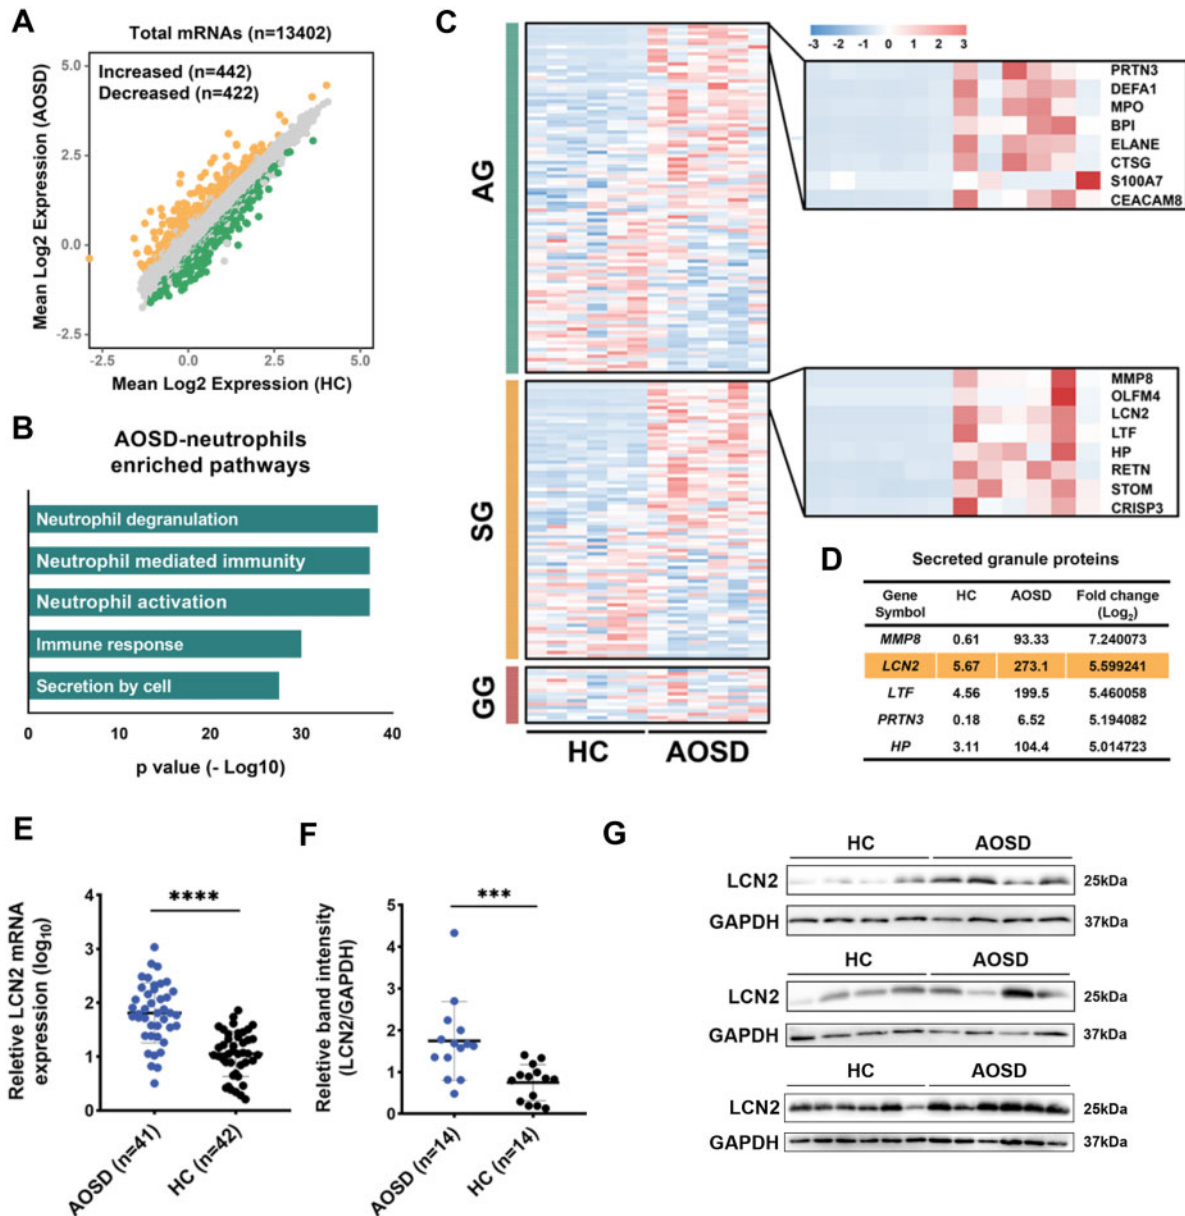 A
Total mRNAs (n=13402)
Increased (n=442)
Decreased (n=422)
5.0
2.5
0.0
-2.5
Mean Log2 Expression (AOSD)
-2.5 0.0 2.5 5.0
Mean Log2 Expression (HC)
B
AOSD-neutrophils
enriched pathways
Neutrophil degranulation
Neutrophil mediated immunity
Neutrophil activation
Immune response
Secretion by cell
0 10 20 30 40
p value (- Log10)
C
AG
SG
GG
HC AOSD
-3 -2 -1 0 1 2 3
PRTN3
DEFA1
MPO
BPI
ELANE
CTSG
S100A7
CEACAM8
MMP8
OLFM4
LCN2
LTF
HP
RETN
STOM
CRISP3
D
Secreted granule proteins
Gene Symbol HC AOSD Fold change (Log2)
MMP8 0.61 93.33 7.240073
LCN2 5.67 273.1 5.599241
LTF 4.56 199.5 5.460058
PRTN3 0.18 6.52 5.194082
HP 3.11 104.4 5.014723
E
Reletive LCN2 mRNA
expression (log10)
4
3
2
1
0
****
AOSD (n=41)
HC (n=42)
F
Reletive band intensity
(LCN2/GAPDH)
5
4
3
2
1
0
***
AOSD (n=14)
HC (n=14)
G
HC AOSD
LCN2 25kDa
GAPDH 37kDa
HC AOSD
LCN2 25kDa
GAPDH 37kDa
HC AOSD
LCN2 25kDa
GAPDH 37kDa